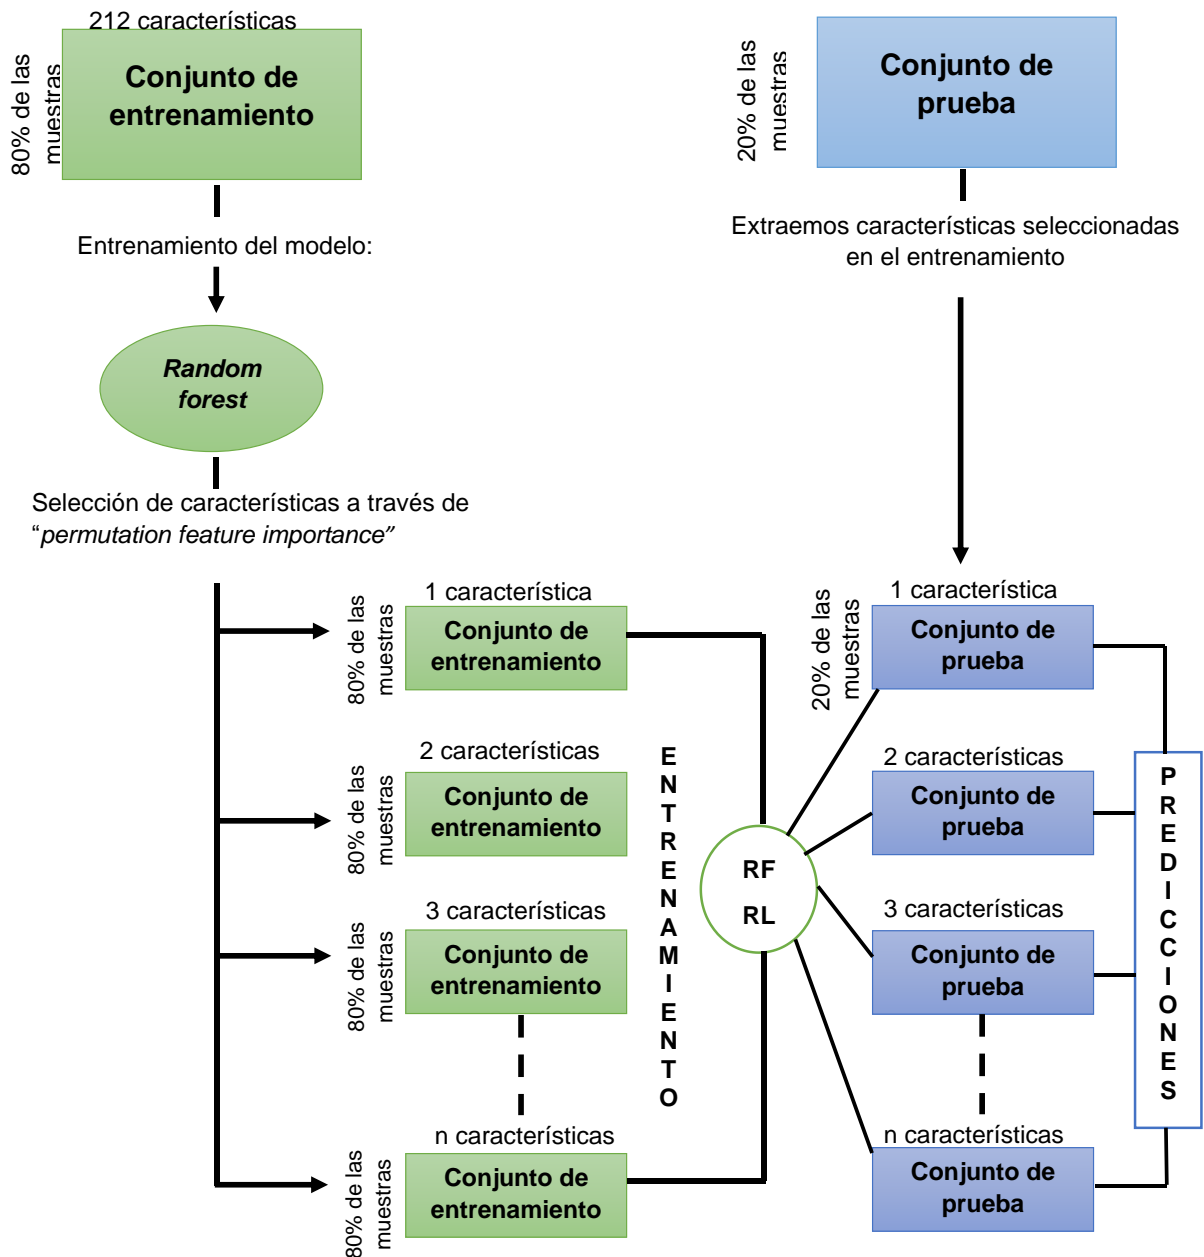 212 características
80% de las
muestras
Conjunto de
entrenamiento
20% de las
muestras
Conjunto de
prueba
Entrenamiento del modelo:
Extraemos características seleccionadas
en el entrenamiento
Random
forest
Selección de características a través de
“permutation feature importance”
1 característica
80% de las
muestras
Conjunto de
entrenamiento
2 características
80% de las
muestras
Conjunto de
entrenamiento
3 características
80% de las
muestras
Conjunto de
entrenamiento
n características
80% de las
muestras
Conjunto de
entrenamiento
ENTRENAMIENTO
RF
RL
1 característica
20% de las
muestras
Conjunto de
prueba
2 características
Conjunto de
prueba
3 características
Conjunto de
prueba
n características
Conjunto de
prueba
PREDICCIONES